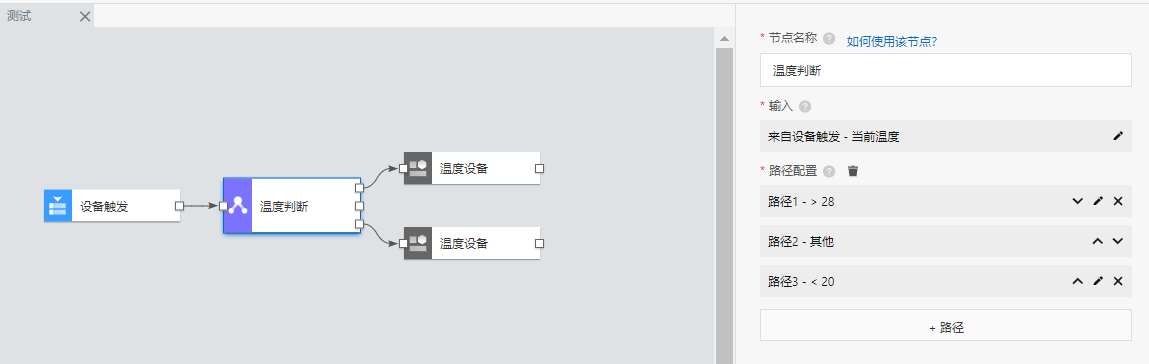 测试
设备触发
温度判断
温度设备
温度设备
* 节点名称 ? 如何使用该节点?
温度判断
* 输入 ?
来自设备触发 - 当前温度
* 路径配置 ?
路径1 - > 28
路径2 - 其他
路径3 - < 20
+ 路径